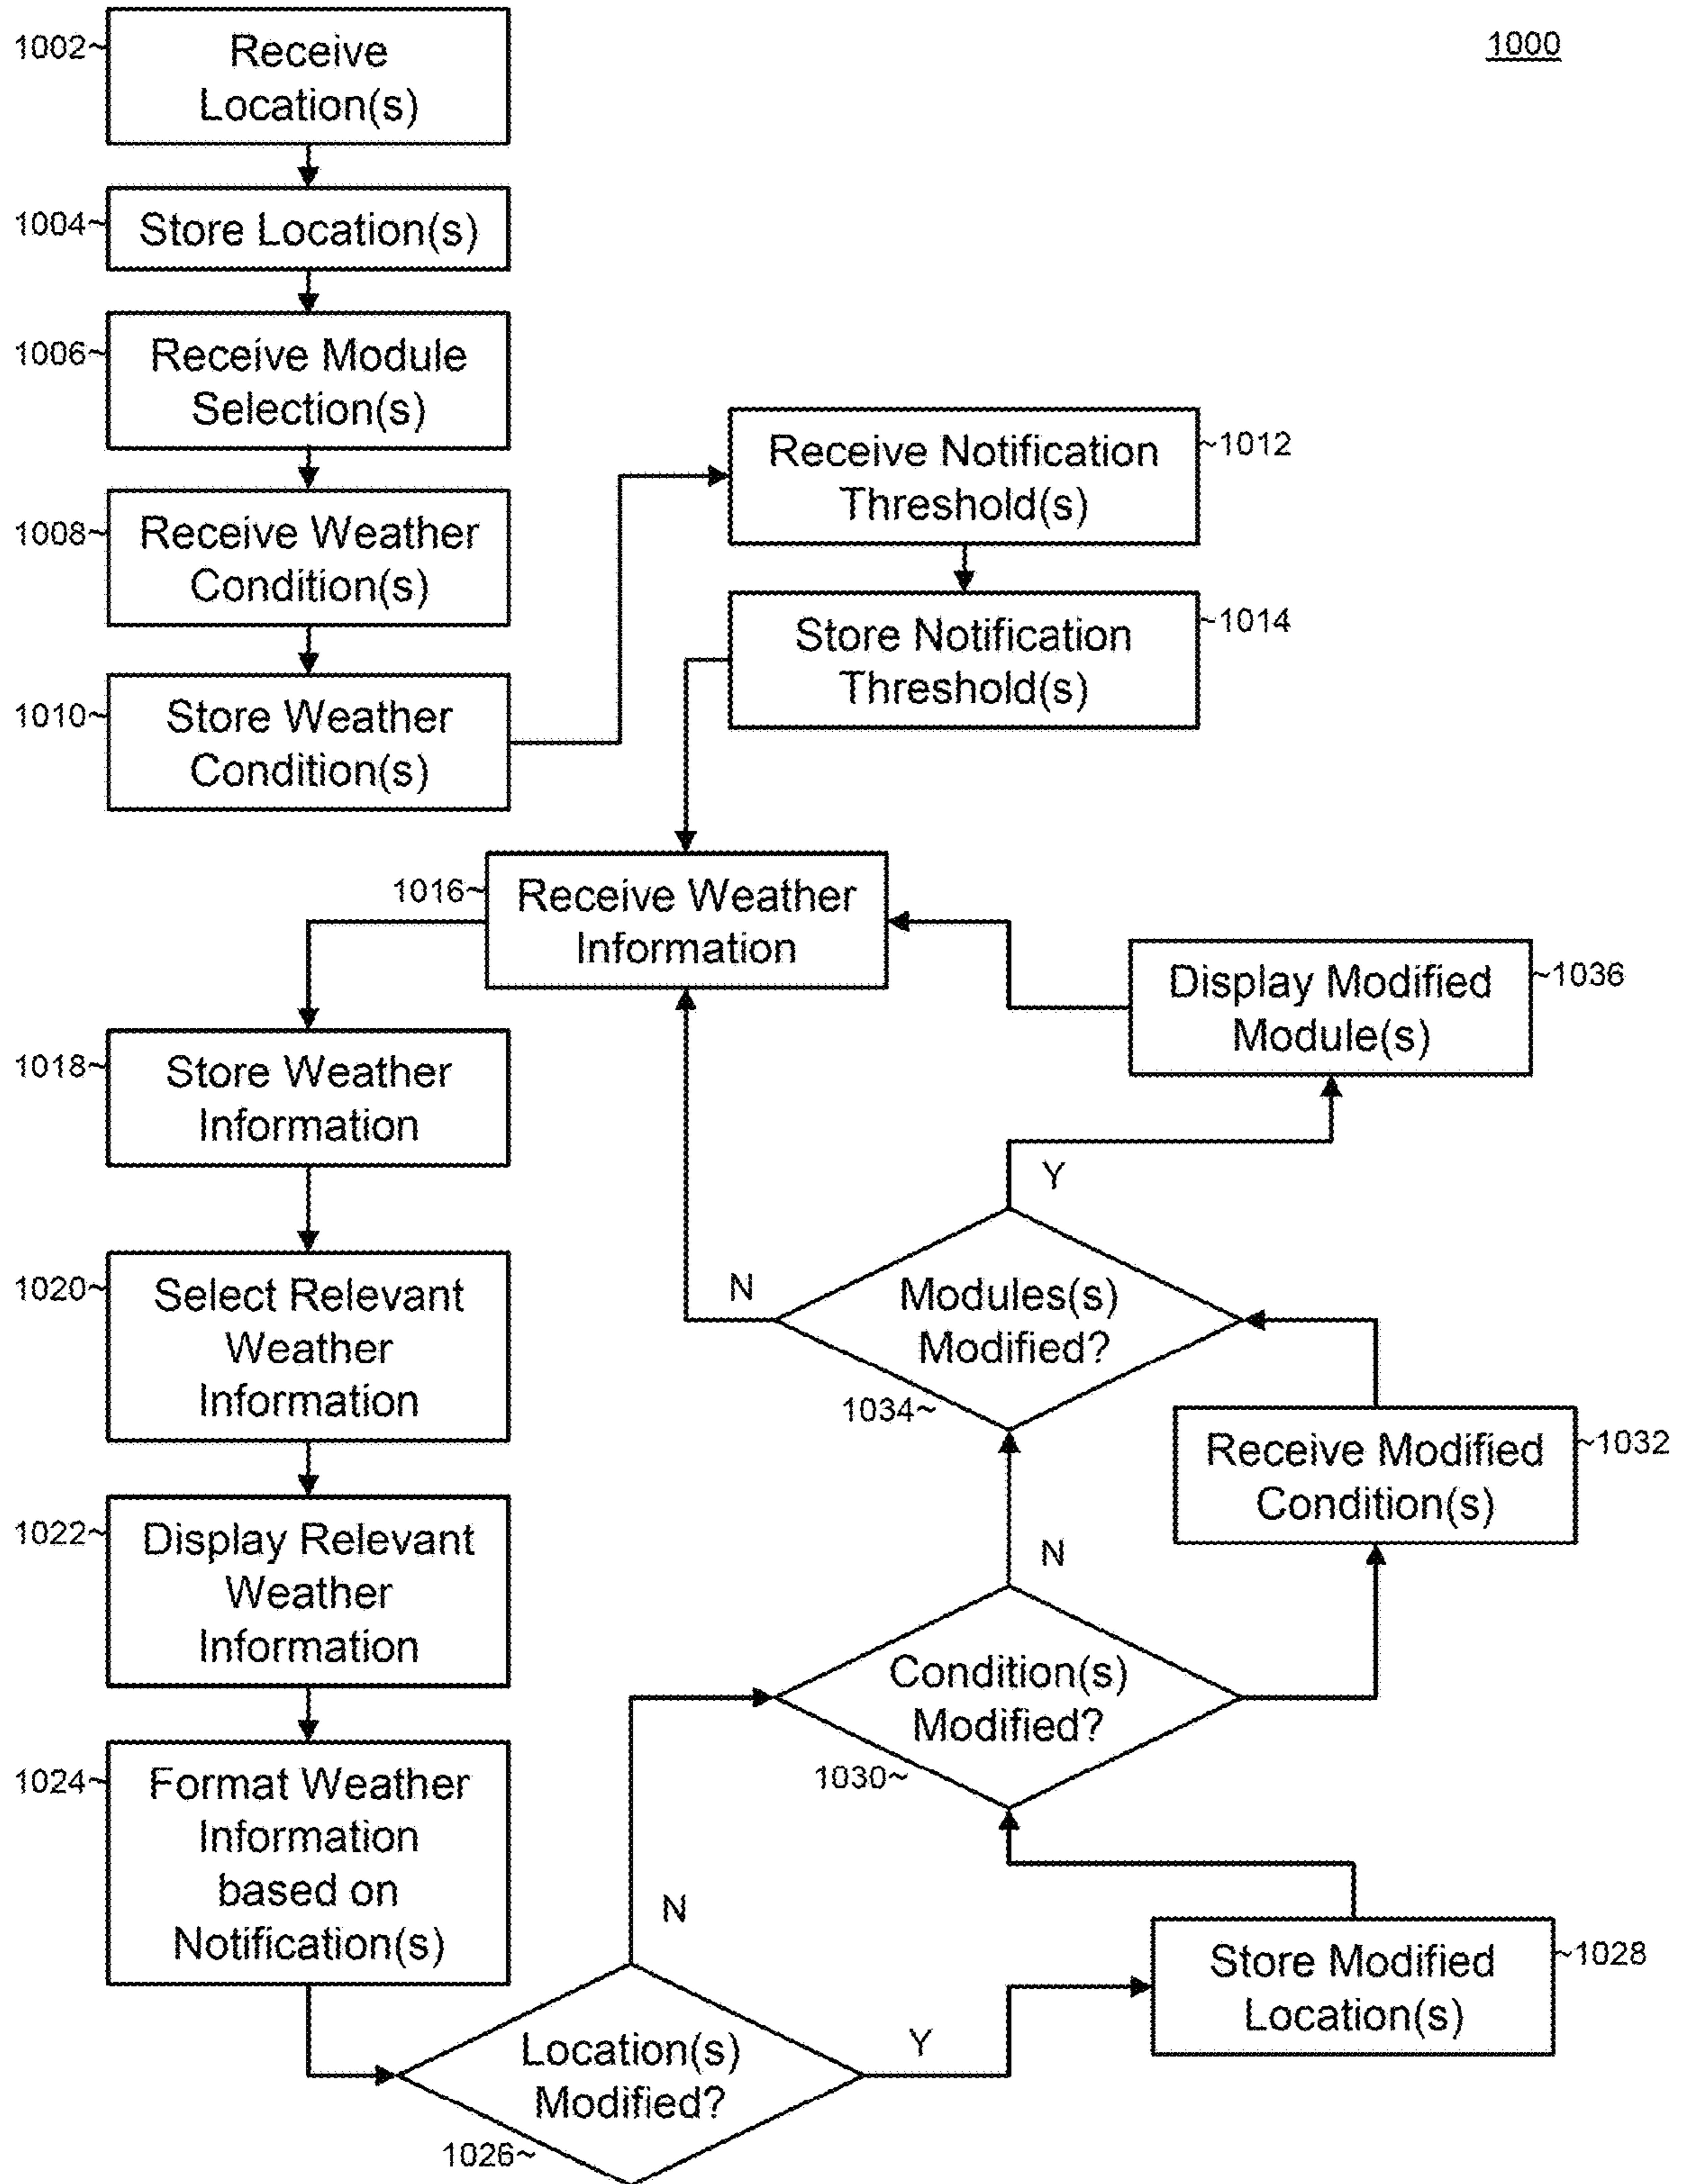 1000
1002~
Receive
Location(s)
1004~
Store Location(s)
1006~
Receive Module
Selection(s)
1008~
Receive Weather
Condition(s)
1010~
Store Weather
Condition(s)
Receive Notification
Threshold(s)
~1012
Store Notification
Threshold(s)
~1014
1016~
Receive Weather
Information
1018~
Store Weather
Information
1020~
Select Relevant
Weather
Information
1022~
Display Relevant
Weather
Information
1024~
Format Weather
Information
based on
Notification(s)
Location(s)
Modified?
1026~
N
Y
Store Modified
Location(s)
~1028
Condition(s)
Modified?
1030~
N
Receive Modified
Condition(s)
~1032
Modules(s)
Modified?
1034~
N
Y
Display Modified
Module(s)
~1036